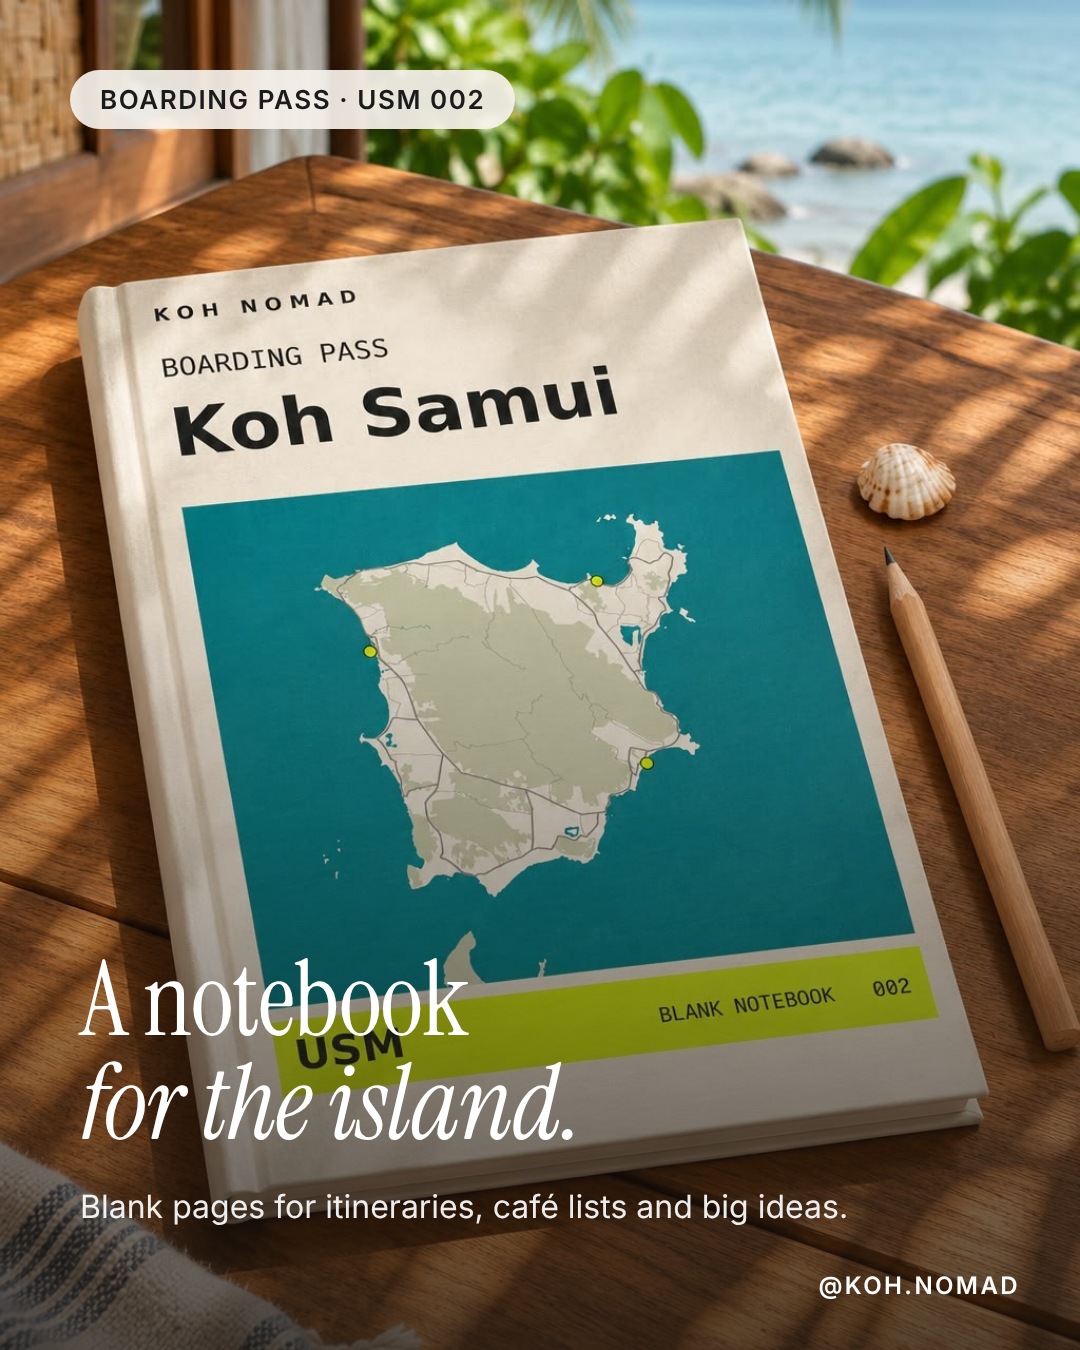 BOARDING PASS · USM 002
KOH NOMAD
BOARDING PASS
Koh Samui
BLANK NOTEBOOK 002
USM
A notebook
for the island.
Blank pages for itineraries, café lists and big ideas.
@KOH.NOMAD